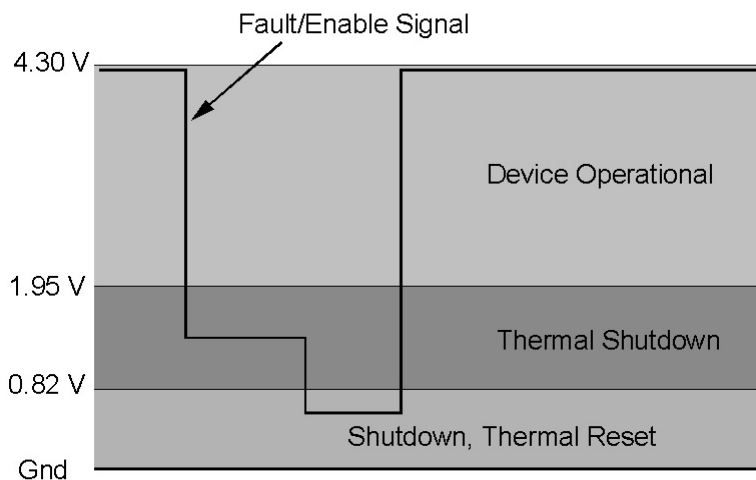 Fault/Enable Signal
4.30 V
Device Operational
1.95 V
Thermal Shutdown
0.82 V
Shutdown, Thermal Reset
Gnd